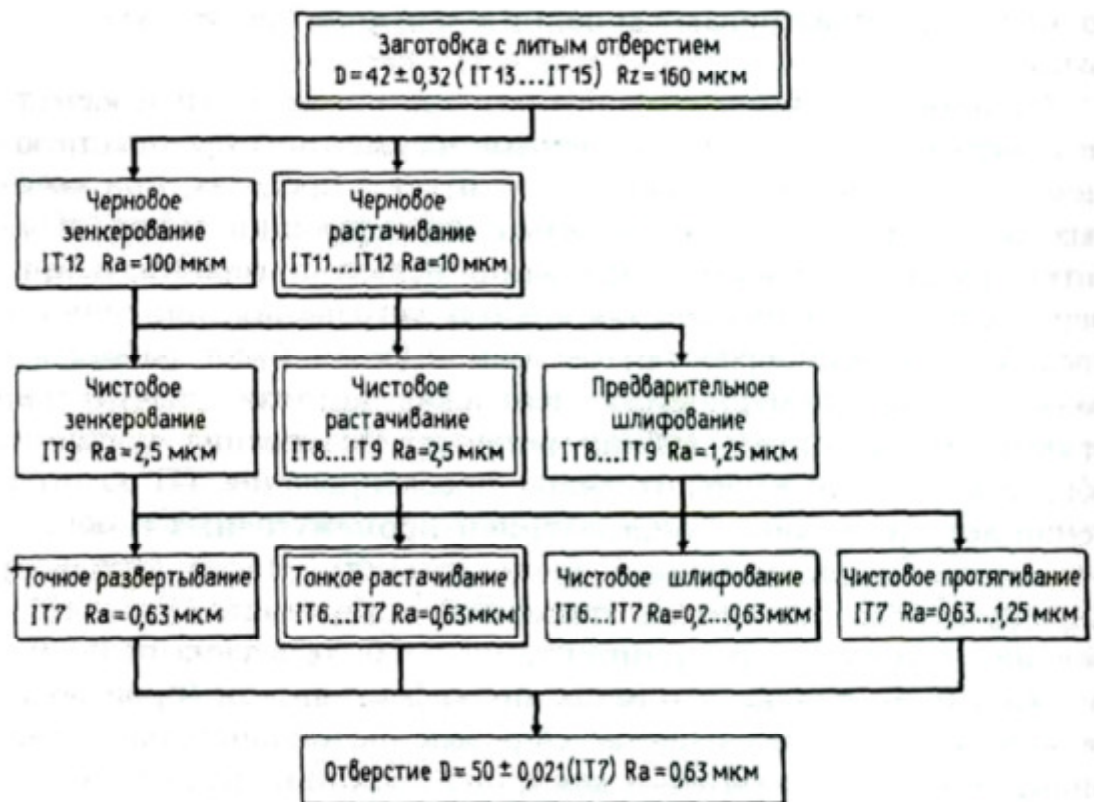 Заготовка с литым отверстием
D=42±0,32(IT13...IT15) Rz=160 мкм
Черновое
зенкерование
IT12 Ra=100 мкм
Черновое
растачивание
IT11...IT12 Ra=10 мкм
Чистовое
зенкерование
IT9 Ra=2,5 мкм
Чистовое
растачивание
IT8...IT9 Ra=2,5 мкм
Предварительное
шлифование
IT8...IT9 Ra=1,25 мкм
Точное развертывание
IT7 Ra=0,63 мкм
Тонкое растачивание
IT6...IT7 Ra=0,63 мкм
Чистовое шлифование
IT6...IT7 Ra=0,2...0,63 мкм
Чистовое протягивание
IT7 Ra=0,63...1,25 мкм
Отверстие D=50±0,021(IT7) Ra=0,63 мкм